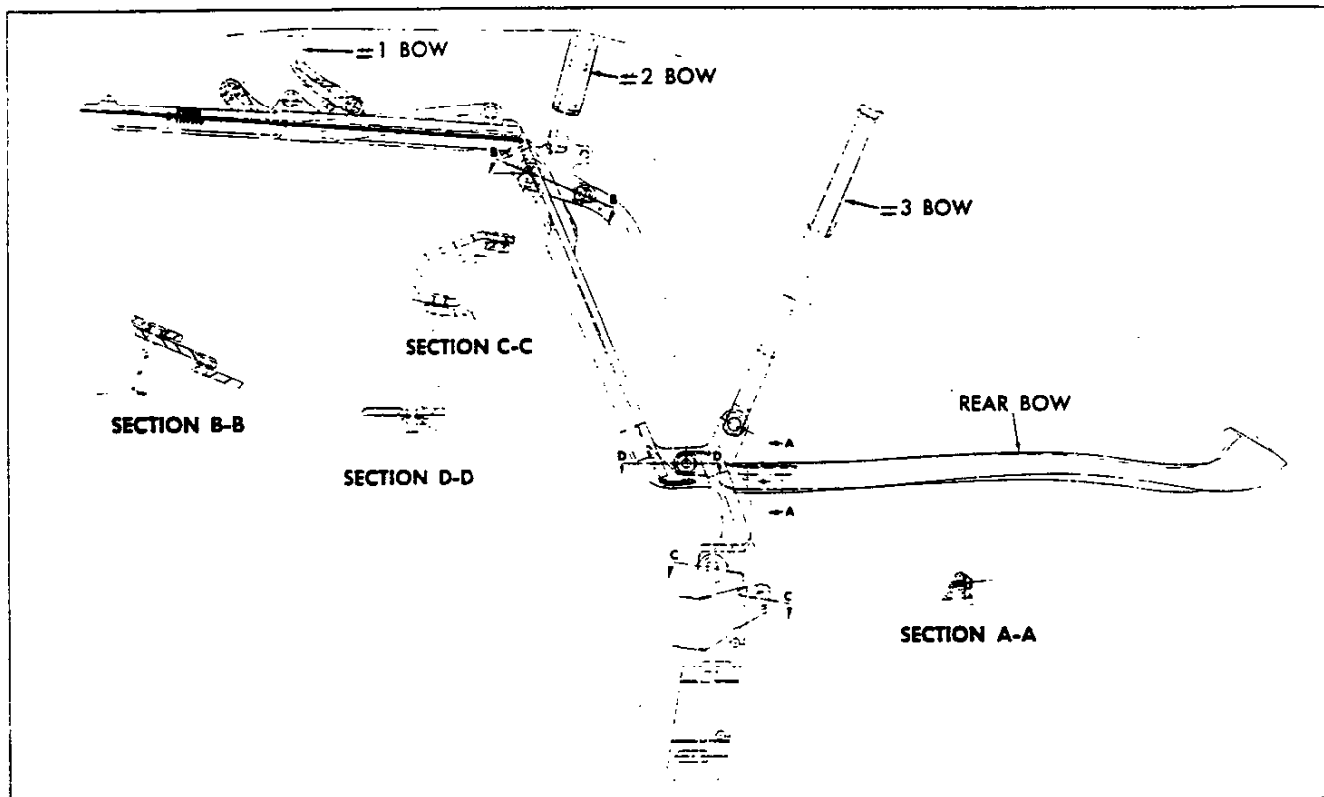 #1 BOW
#2 BOW
#3 BOW
B
B
SECTION C-C
SECTION B-B
REAR BOW
A
D
D
SECTION D-D
A
C
C
SECTION A-A